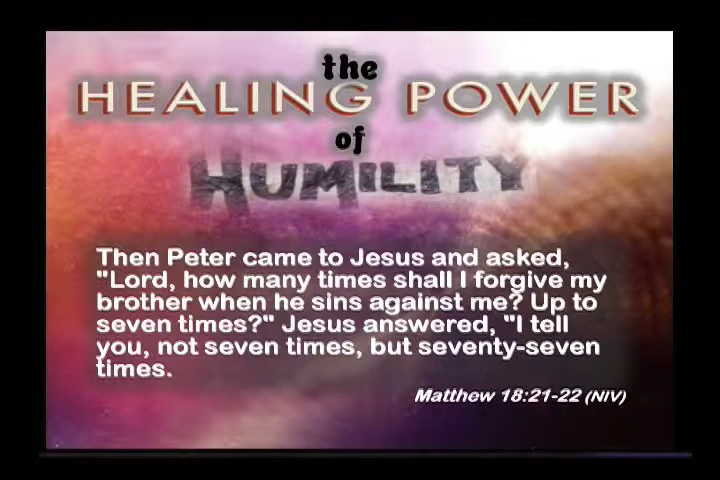 the
HEALING POWER
of
HUMILITY
Then Peter came to Jesus and asked,
"Lord, how many times shall I forgive my
brother when he sins against me? Up to
seven times?" Jesus answered, "I tell
you, not seven times, but seventy-seven
times.
Matthew 18:21-22 (NIV)